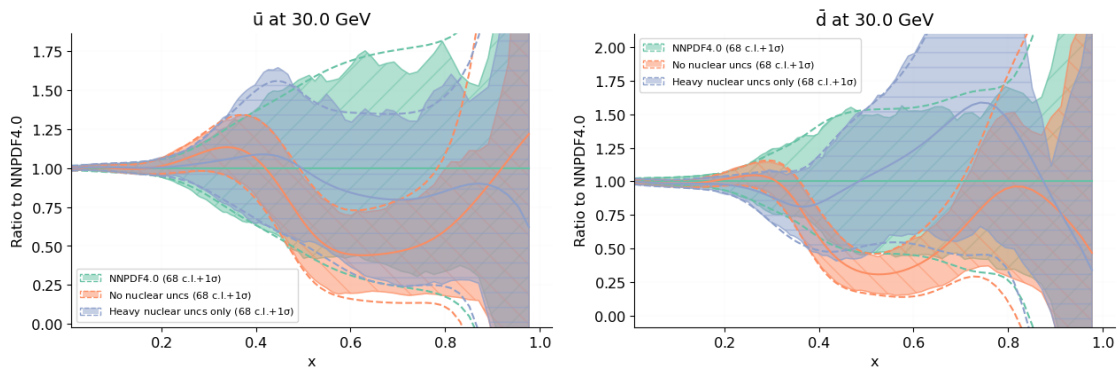 ū at 30.0 GeV
Ratio to NNPDF4.0
1.75
1.50
1.25
1.00
0.75
0.50
0.25
0.00
NNPDF4.0 (68 c.l.+1σ)
No nuclear uncs (68 c.l.+1σ)
Heavy nuclear uncs only (68 c.l.+1σ)
0.2 0.4 0.6 0.8 1.0
x
d̄ at 30.0 GeV
Ratio to NNPDF4.0
2.00
1.75
1.50
1.25
1.00
0.75
0.50
0.25
0.00
NNPDF4.0 (68 c.l.+1σ)
No nuclear uncs (68 c.l.+1σ)
Heavy nuclear uncs only (68 c.l.+1σ)
0.2 0.4 0.6 0.8 1.0
x